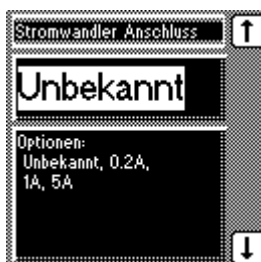 Stromwandler Anschluss
Unbekannt
Optionen:
Unbekannt, 0.2A,
1A, 5A